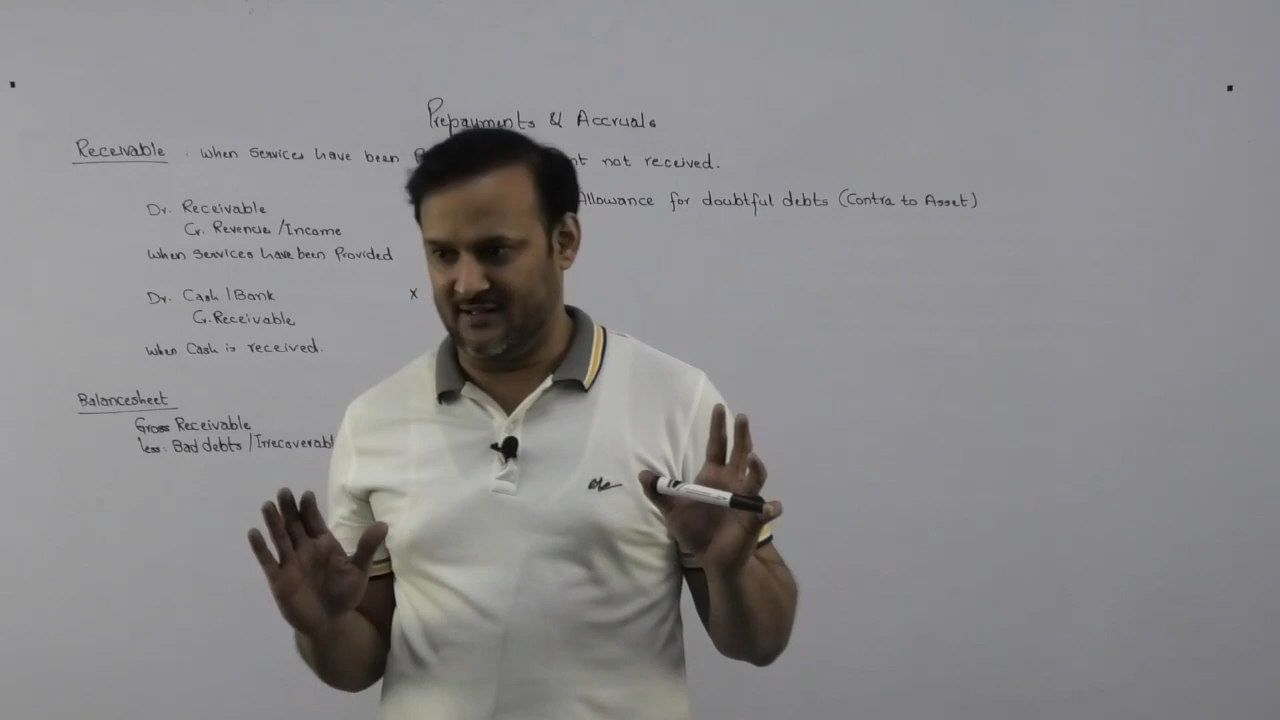 Prepayments & Accruals
Receivable . When Services have been not received.
Dr. Receivable
Allowance for doubtful debts (Contra to Asset)
Cr. Revenue /Income
When Services have been Provided
Dr. Cash/Bank x
Cr. Receivable
When Cash is received.
Balancesheet
Gross Receivable
less: Bad debts /Irrecoverabl